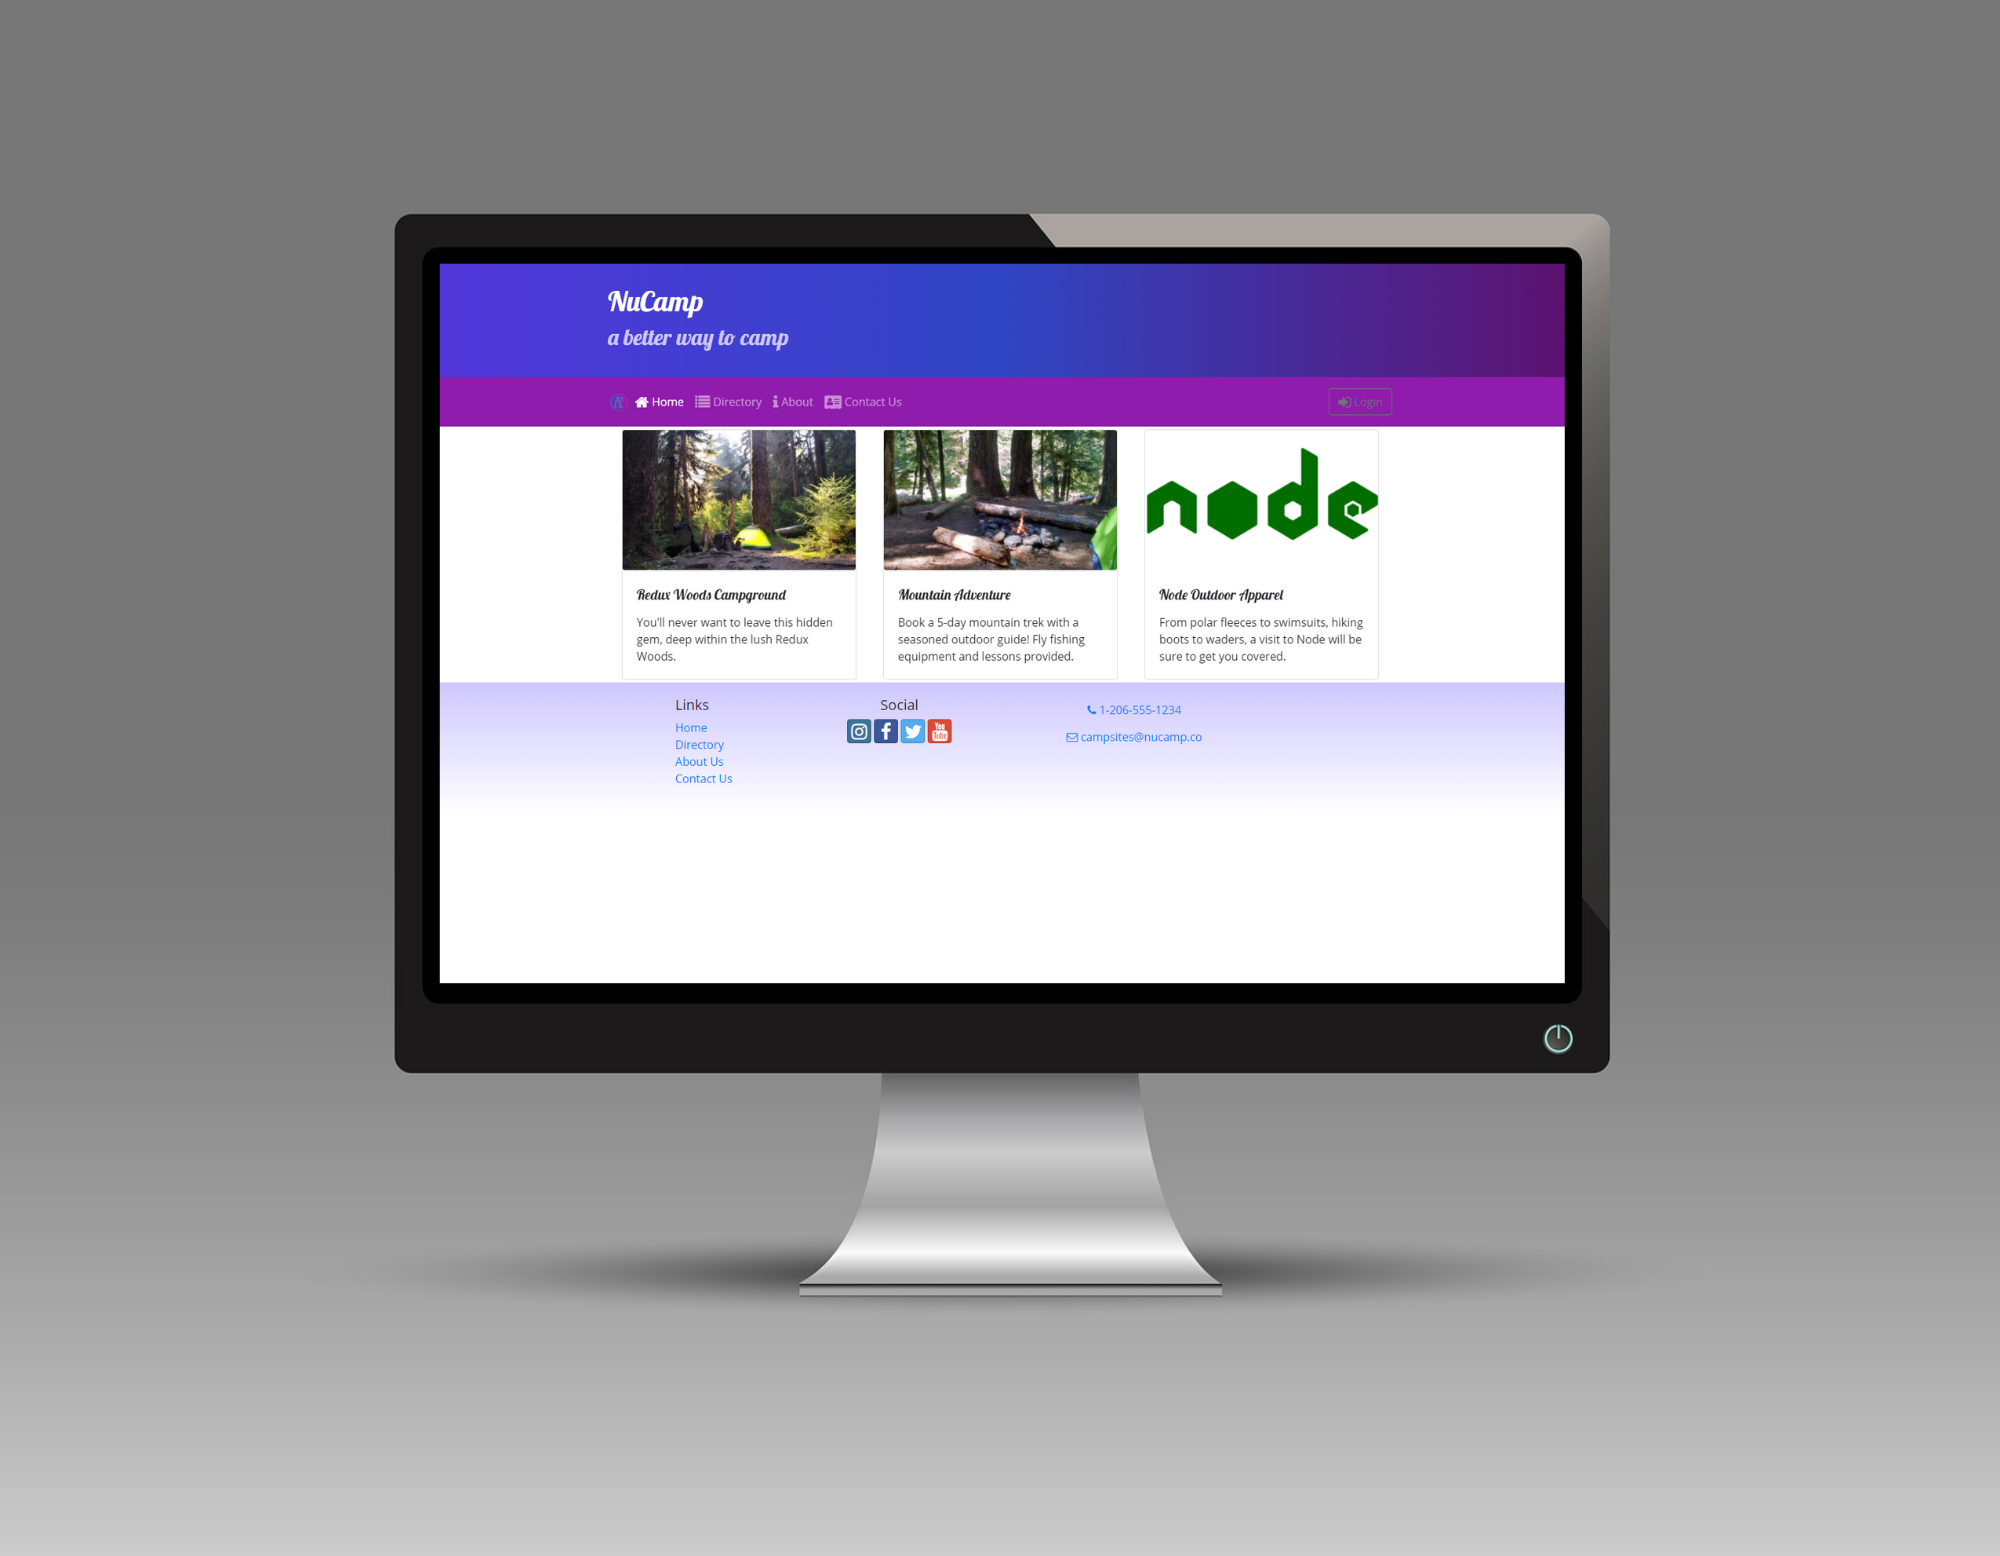 NuCamp
a better way to camp
Home Directory About Contact Us Login
node
Redux Woods Campground
You'll never want to leave this hidden
gem, deep within the lush Redux
Woods.
Mountain Adventure
Book a 5-day mountain trek with a
seasoned outdoor guide! Fly fishing
equipment and lessons provided.
Node Outdoor Apparel
From polar fleeces to swimsuits, hiking
boots to waders, a visit to Node will be
sure to get you covered.
Links
Home
Directory
About Us
Contact Us
Social
You
Tube
1-206-555-1234
campsites@nucamp.co